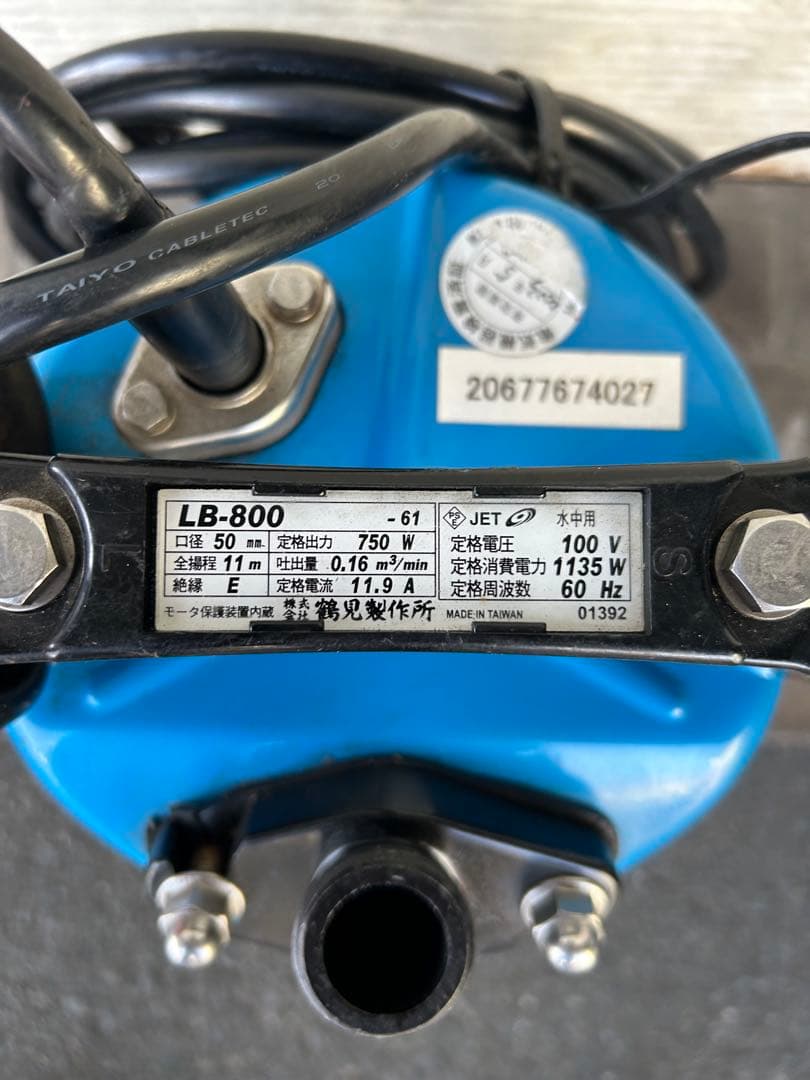 TAIYO CABLETEC 20
20677674027
LB-800 -61
口径 50 mm 定格出力 750 W
全揚程 11 m 吐出量 0.16 m³/min
絶縁 E 定格電流 11.9 A
モータ保護装置内蔵 株式会社 鶴見製作所
PSE JET 水中用
定格電圧 100 V
定格消費電力 1135 W
定格周波数 60 Hz
MADE IN TAIWAN 01392
L
S